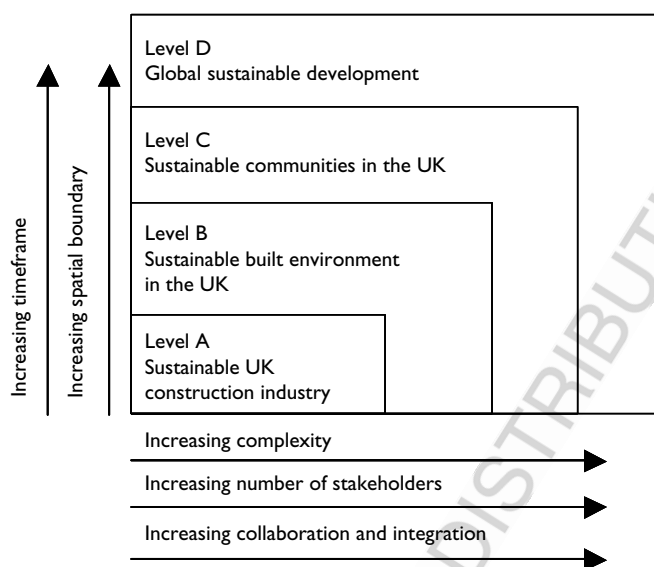 Level D
Global sustainable development
Level C
Sustainable communities in the UK
Level B
Sustainable built environment
in the UK
Level A
Sustainable UK
construction industry
Increasing timeframe
Increasing spatial boundary
Increasing complexity
Increasing number of stakeholders
Increasing collaboration and integration
DISTRIBUTI